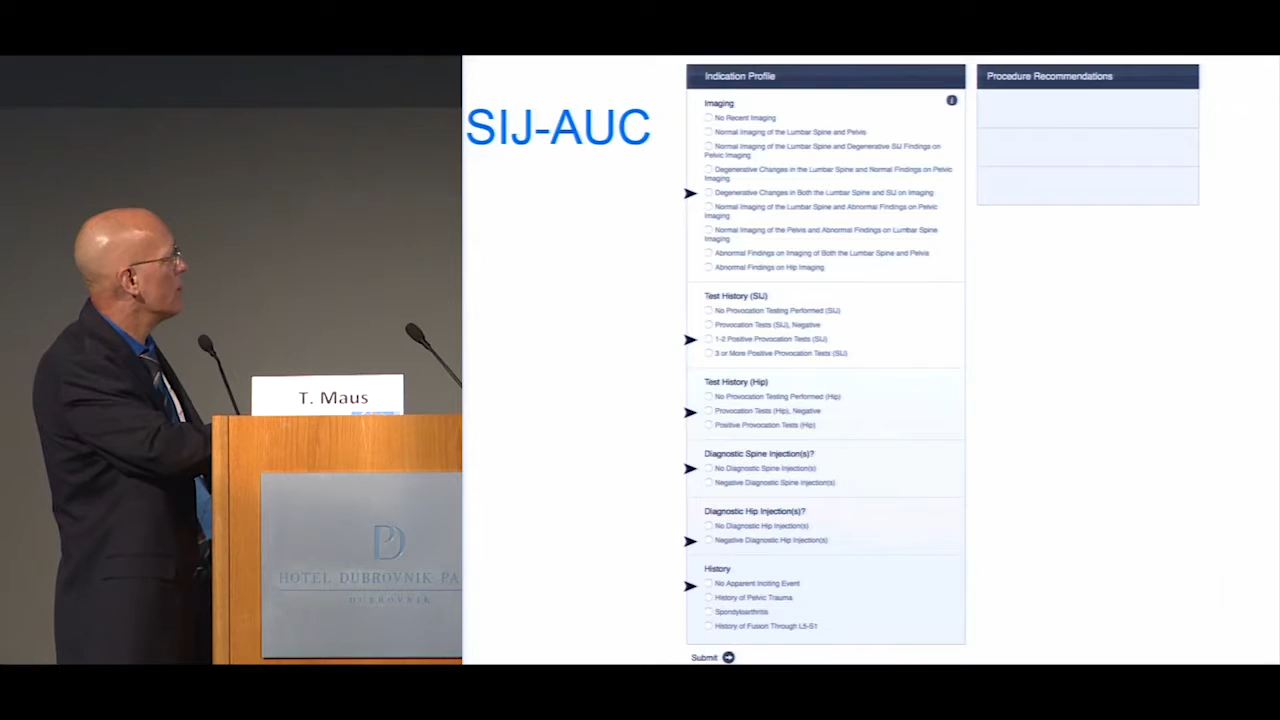 SIJ-AUC
Indication Profile
Imaging
i
No Recent Imaging
Normal Imaging of the Lumbar Spine and Pelvis
Normal Imaging of the Lumbar Spine and Degenerative SIJ Findings on
Pelvic Imaging
Degenerative Changes in the Lumbar Spine and Normal Findings on Pelvic
Imaging
Degenerative Changes in Both the Lumbar Spine and SIJ on Imaging
Normal Imaging of the Lumbar Spine and Abnormal Findings on Pelvic
Imaging
Normal Imaging of the Pelvis and Abnormal Findings on Lumbar Spine
Imaging
Abnormal Findings on Imaging of Both the Lumbar Spine and Pelvis
Abnormal Findings on Hip Imaging
Test History (SIJ)
No Provocation Testing Performed (SIJ)
Provocation Tests (SIJ), Negative
1-2 Positive Provocation Tests (SIJ)
3 or More Positive Provocation Tests (SIJ)
Test History (Hip)
No Provocation Testing Performed (Hip)
Provocation Tests (Hip), Negative
Positive Provocation Tests (Hip)
Diagnostic Spine Injection(s)?
No Diagnostic Spine Injection(s)
Negative Diagnostic Spine Injection(s)
Diagnostic Hip Injection(s)?
No Diagnostic Hip Injection(s)
Negative Diagnostic Hip Injection(s)
History
No Apparent Inciting Event
History of Pelvic Trauma
Spondyloarthritis
History of Fusion Through L5-S1
Submit
Procedure Recommendations
T. Maus
HOTEL DUBROVNIK PA
DUBROVNIK